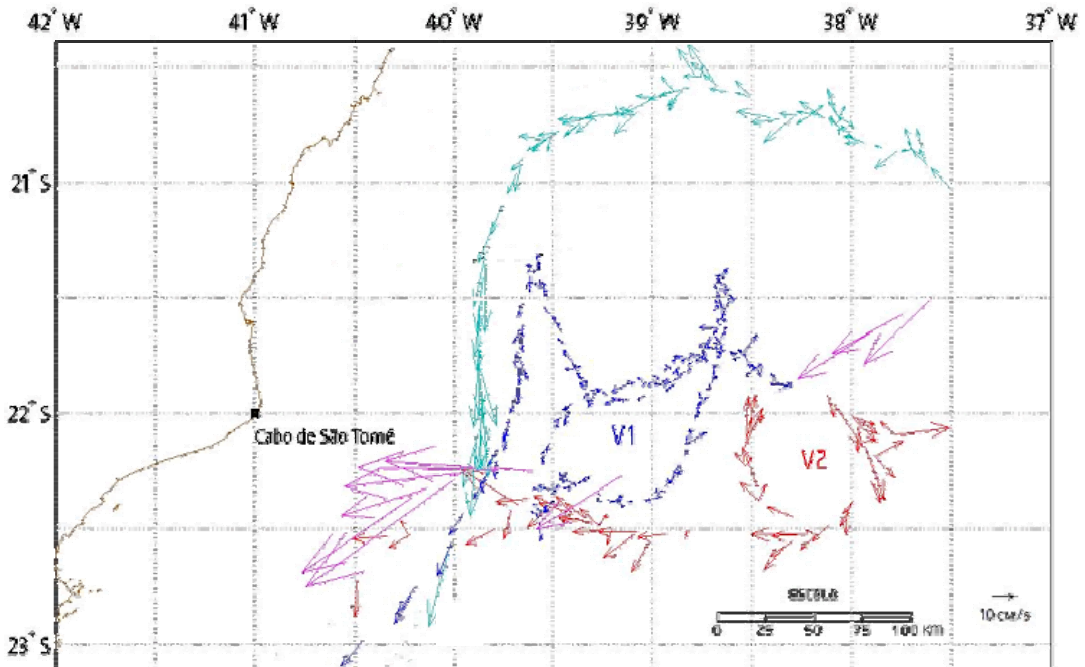 42° W 41° W 40° W 39° W 38° W 37° W
21° S
22° S
Cabo de São Tomé
V1
V2
ESCALA
0 25 50 75 100 KM
10 cm/s
23° S